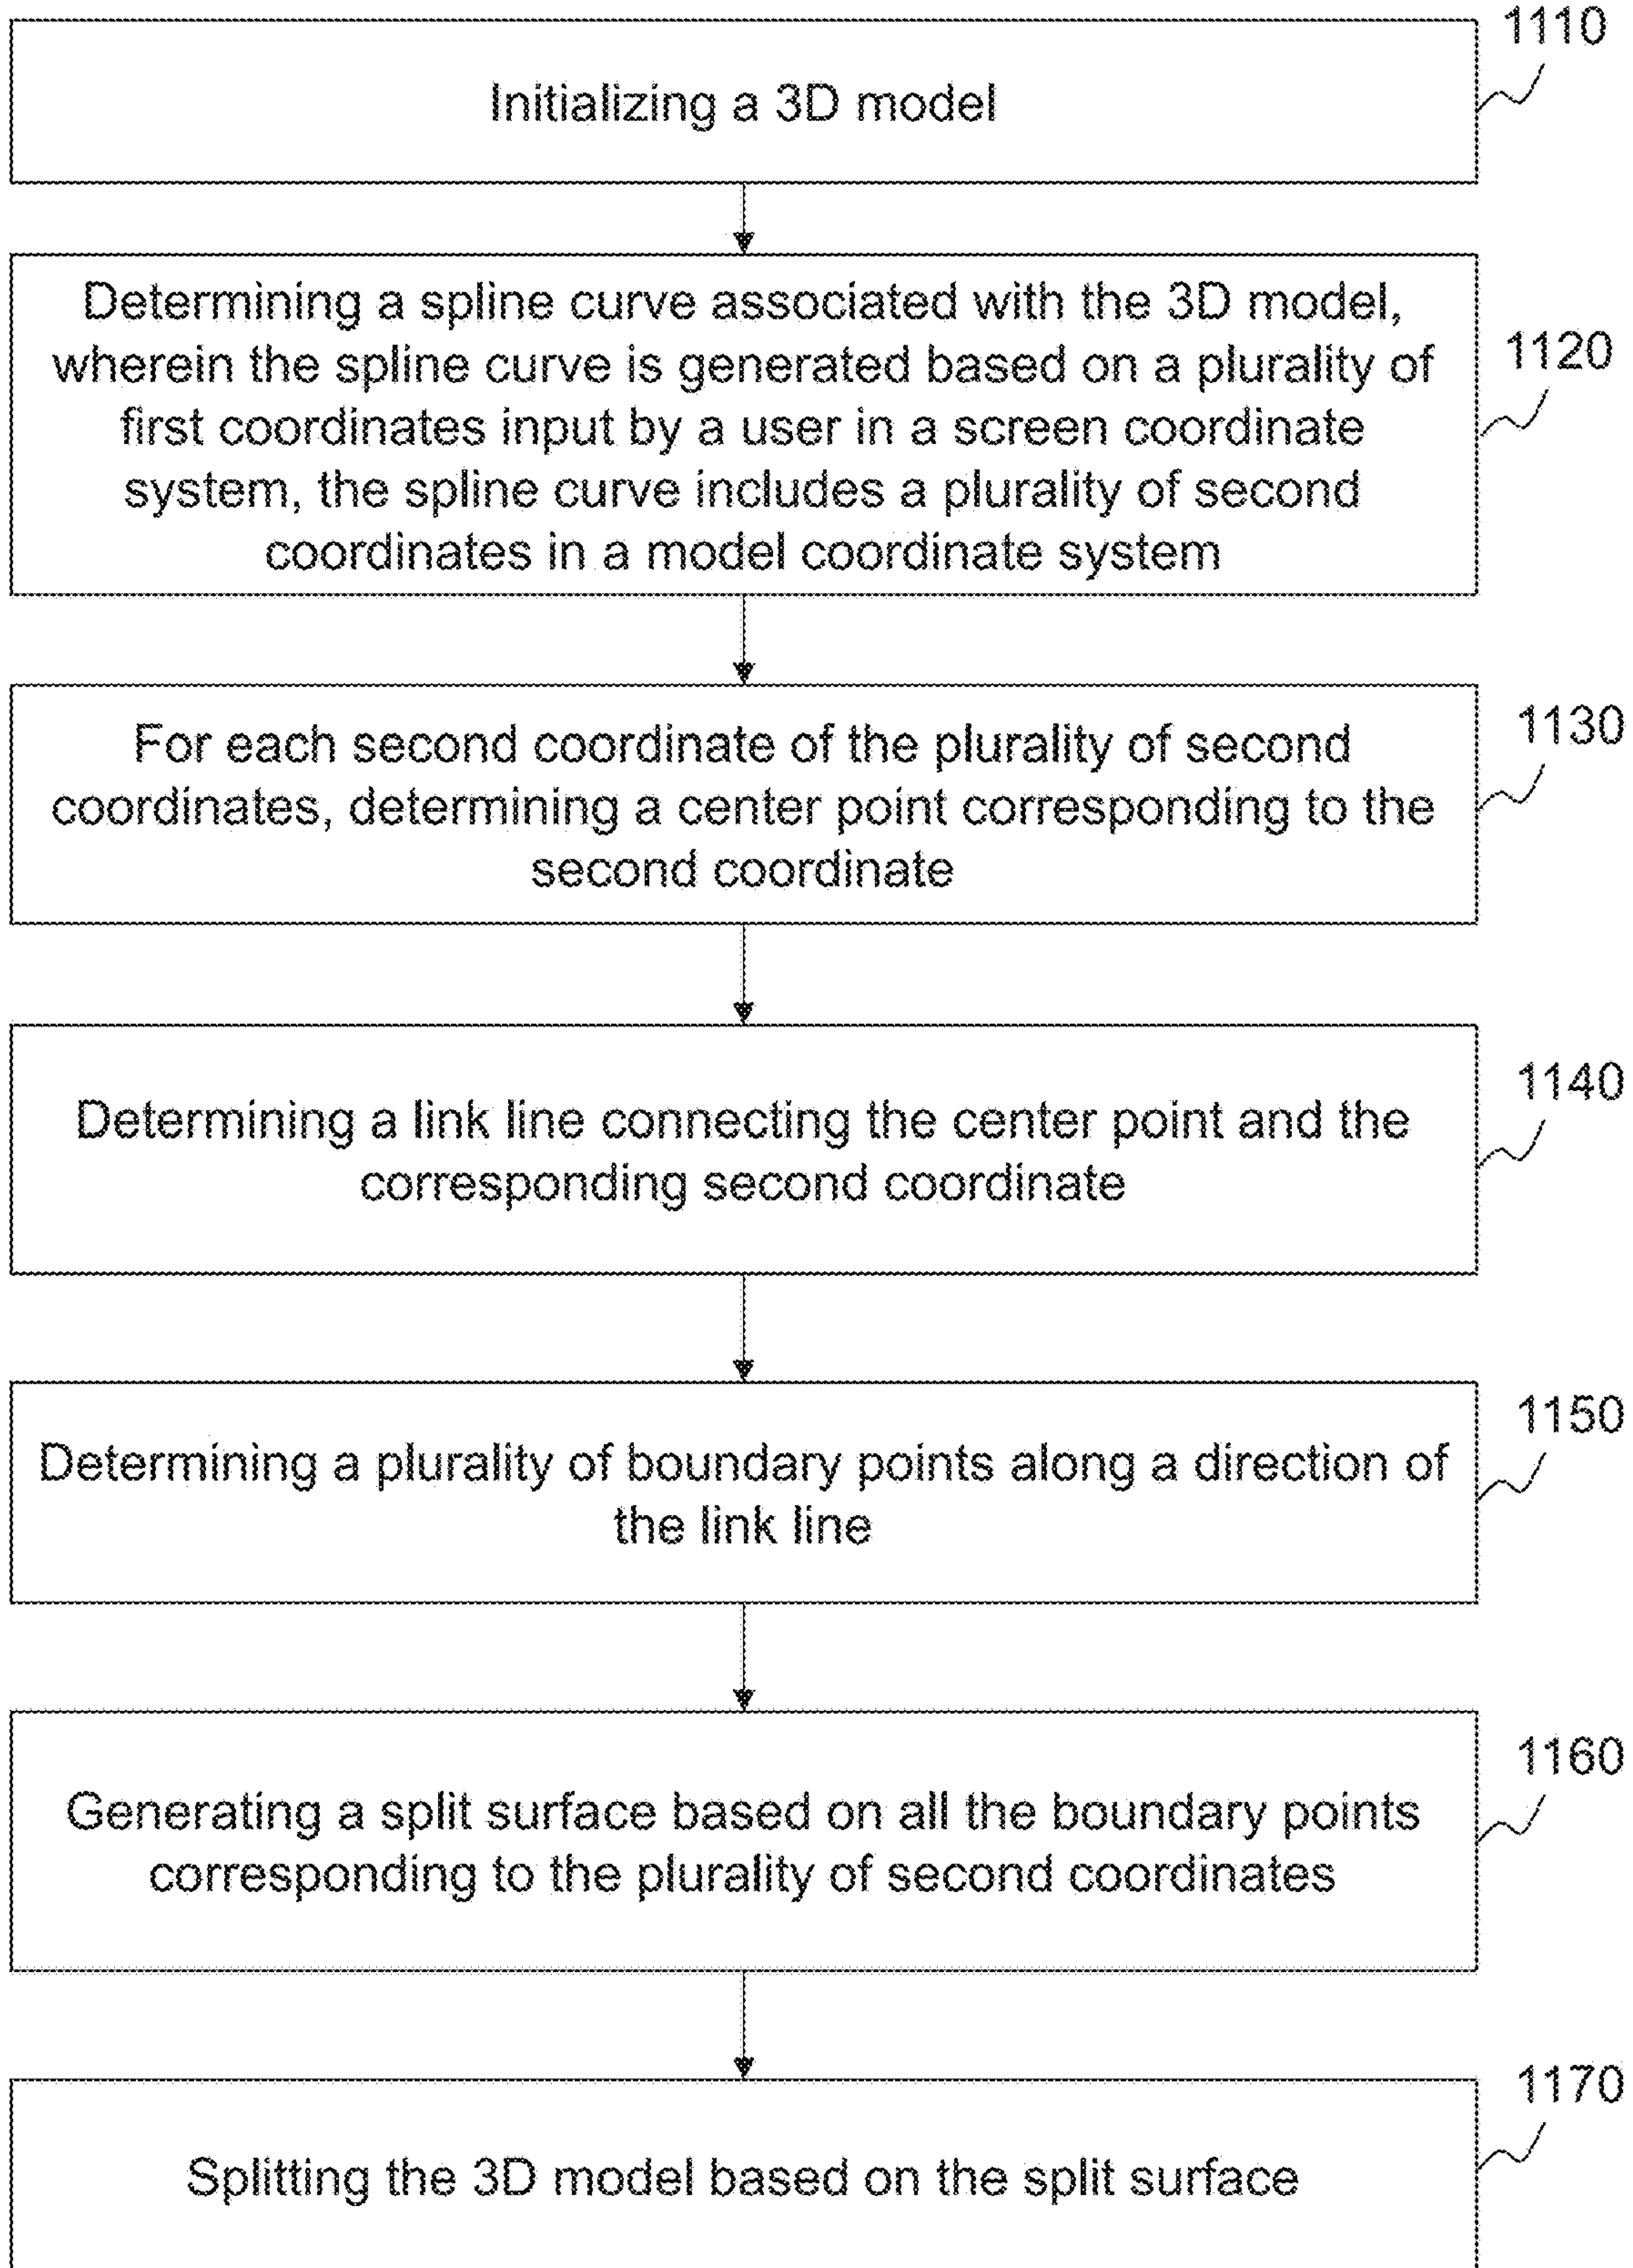 1110
Initializing a 3D model
Determining a spline curve associated with the 3D model,
wherein the spline curve is generated based on a plurality of
first coordinates input by a user in a screen coordinate
system, the spline curve includes a plurality of second
coordinates in a model coordinate system
1120
For each second coordinate of the plurality of second
coordinates, determining a center point corresponding to the
second coordinate
1130
Determining a link line connecting the center point and the
corresponding second coordinate
1140
Determining a plurality of boundary points along a direction of
the link line
1150
Generating a split surface based on all the boundary points
corresponding to the plurality of second coordinates
1160
Splitting the 3D model based on the split surface
1170